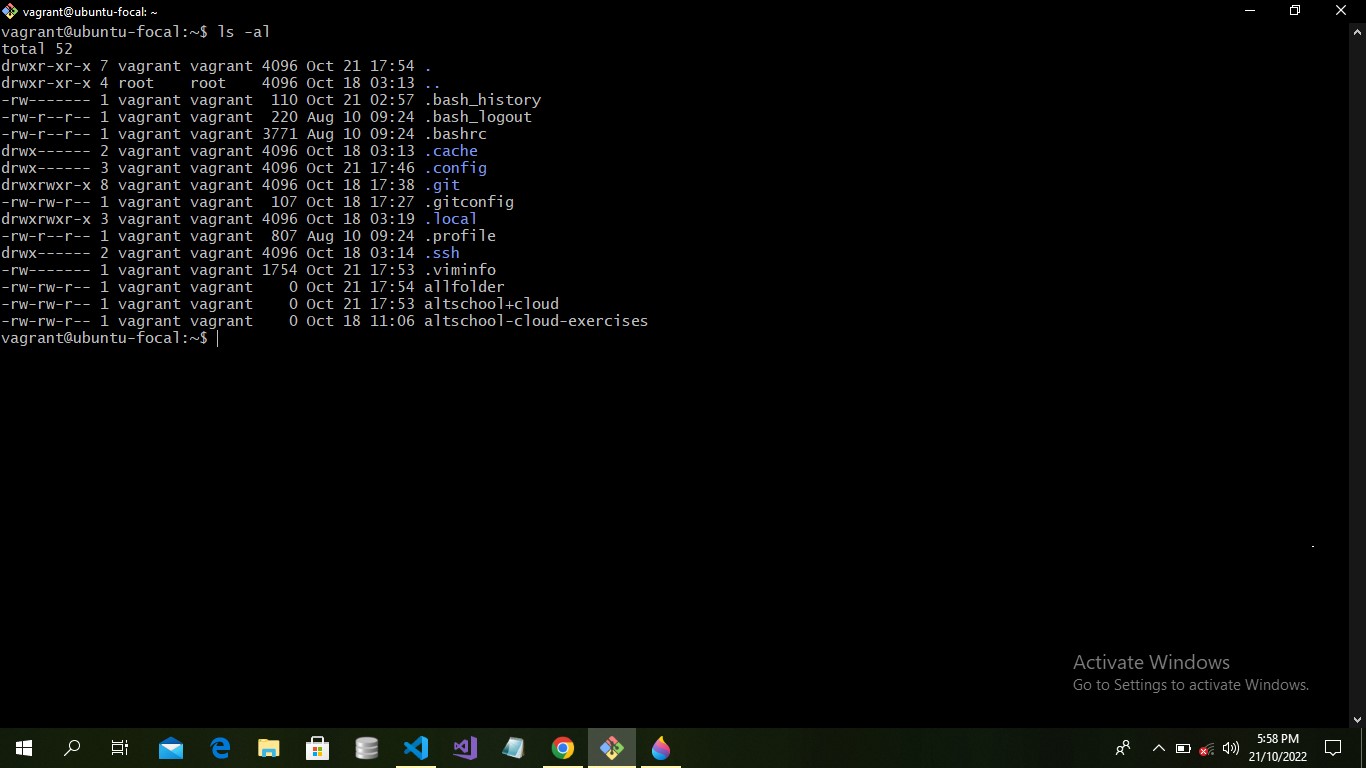 vagrant@ubuntu-focal: ~
vagrant@ubuntu-focal:~$ ls -al
total 52
drwxr-xr-x 7 vagrant vagrant 4096 Oct 21 17:54 .
drwxr-xr-x 4 root    root    4096 Oct 18 03:13 ..
-rw------- 1 vagrant vagrant  110 Oct 21 02:57 .bash_history
-rw-r--r-- 1 vagrant vagrant  220 Aug 10 09:24 .bash_logout
-rw-r--r-- 1 vagrant vagrant 3771 Aug 10 09:24 .bashrc
drwx------ 2 vagrant vagrant 4096 Oct 18 03:13 .cache
drwx------ 3 vagrant vagrant 4096 Oct 21 17:46 .config
drwxrwxr-x 8 vagrant vagrant 4096 Oct 18 17:38 .git
-rw-rw-r-- 1 vagrant vagrant  107 Oct 18 17:27 .gitconfig
drwxrwxr-x 3 vagrant vagrant 4096 Oct 18 03:19 .local
-rw-r--r-- 1 vagrant vagrant  807 Aug 10 09:24 .profile
drwx------ 2 vagrant vagrant 4096 Oct 18 03:14 .ssh
-rw------- 1 vagrant vagrant 1754 Oct 21 17:53 .viminfo
-rw-rw-r-- 1 vagrant vagrant    0 Oct 21 17:54 allfolder
-rw-rw-r-- 1 vagrant vagrant    0 Oct 21 17:53 altschool+cloud
-rw-rw-r-- 1 vagrant vagrant    0 Oct 18 11:06 altschool-cloud-exercises
vagrant@ubuntu-focal:~$
Activate Windows
Go to Settings to activate Windows.
5:58 PM
21/10/2022